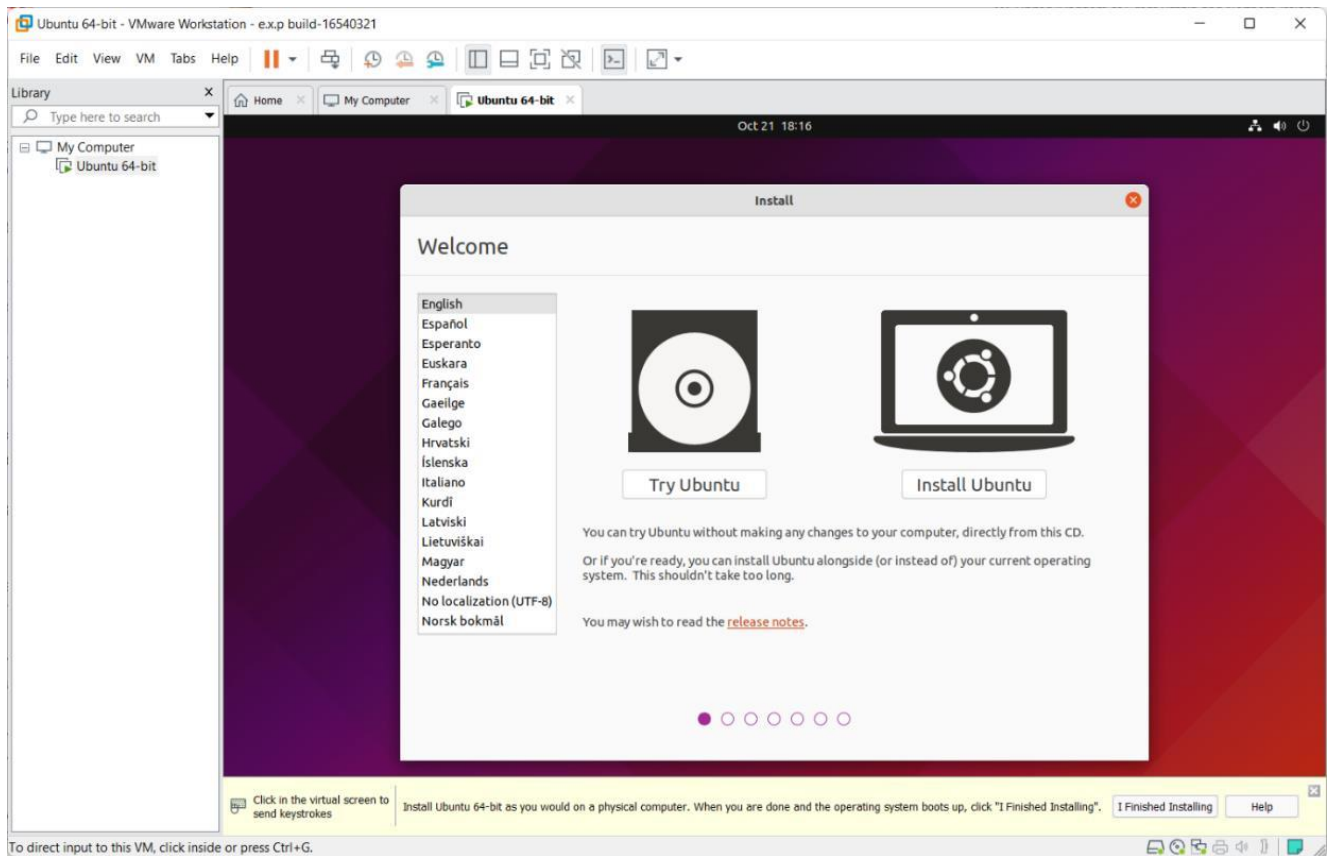 Ubuntu 64-bit - VMware Workstation - e.x.p build-16540321
File Edit View VM Tabs Help
Library
Type here to search
My Computer
Ubuntu 64-bit
Home
My Computer
Ubuntu 64-bit
Oct 21 18:16
Install
Welcome
English
Español
Esperanto
Euskara
Français
Gaeilge
Galego
Hrvatski
Íslenska
Italiano
Kurdî
Latviski
Lietuviškai
Magyar
Nederlands
No localization (UTF-8)
Norsk bokmål
Try Ubuntu
Install Ubuntu
You can try Ubuntu without making any changes to your computer, directly from this CD.
Or if you're ready, you can install Ubuntu alongside (or instead of) your current operating
system. This shouldn't take too long.
You may wish to read the release notes.
Click in the virtual screen to
send keystrokes
Install Ubuntu 64-bit as you would on a physical computer. When you are done and the operating system boots up, click "I Finished Installing".
I Finished Installing
Help
To direct input to this VM, click inside or press Ctrl+G.